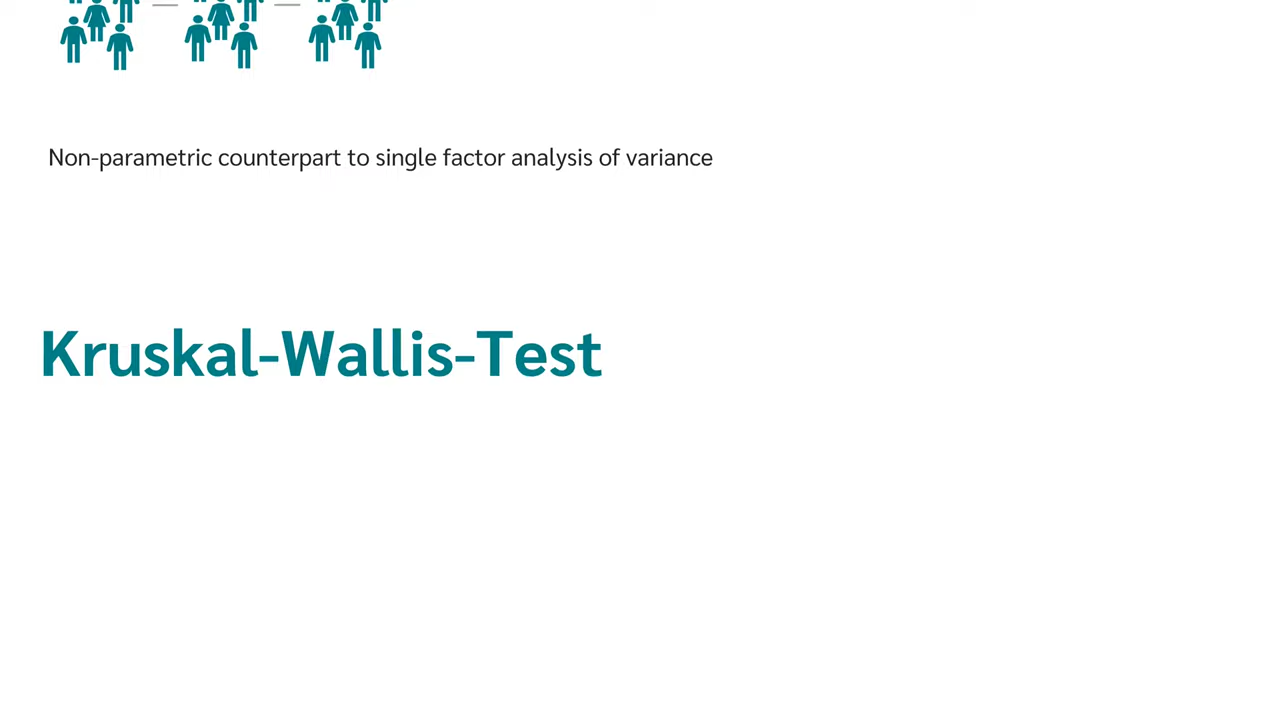 Non-parametric counterpart to single factor analysis of variance
Kruskal-Wallis-Test